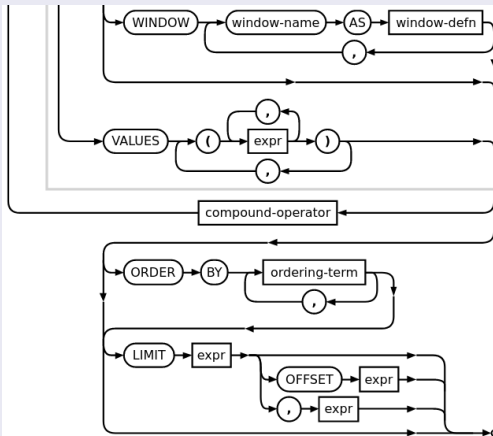 WINDOW window-name AS window-defn
,
,
VALUES ( expr )
,
compound-operator
ORDER BY ordering-term
,
LIMIT expr
OFFSET expr
, expr